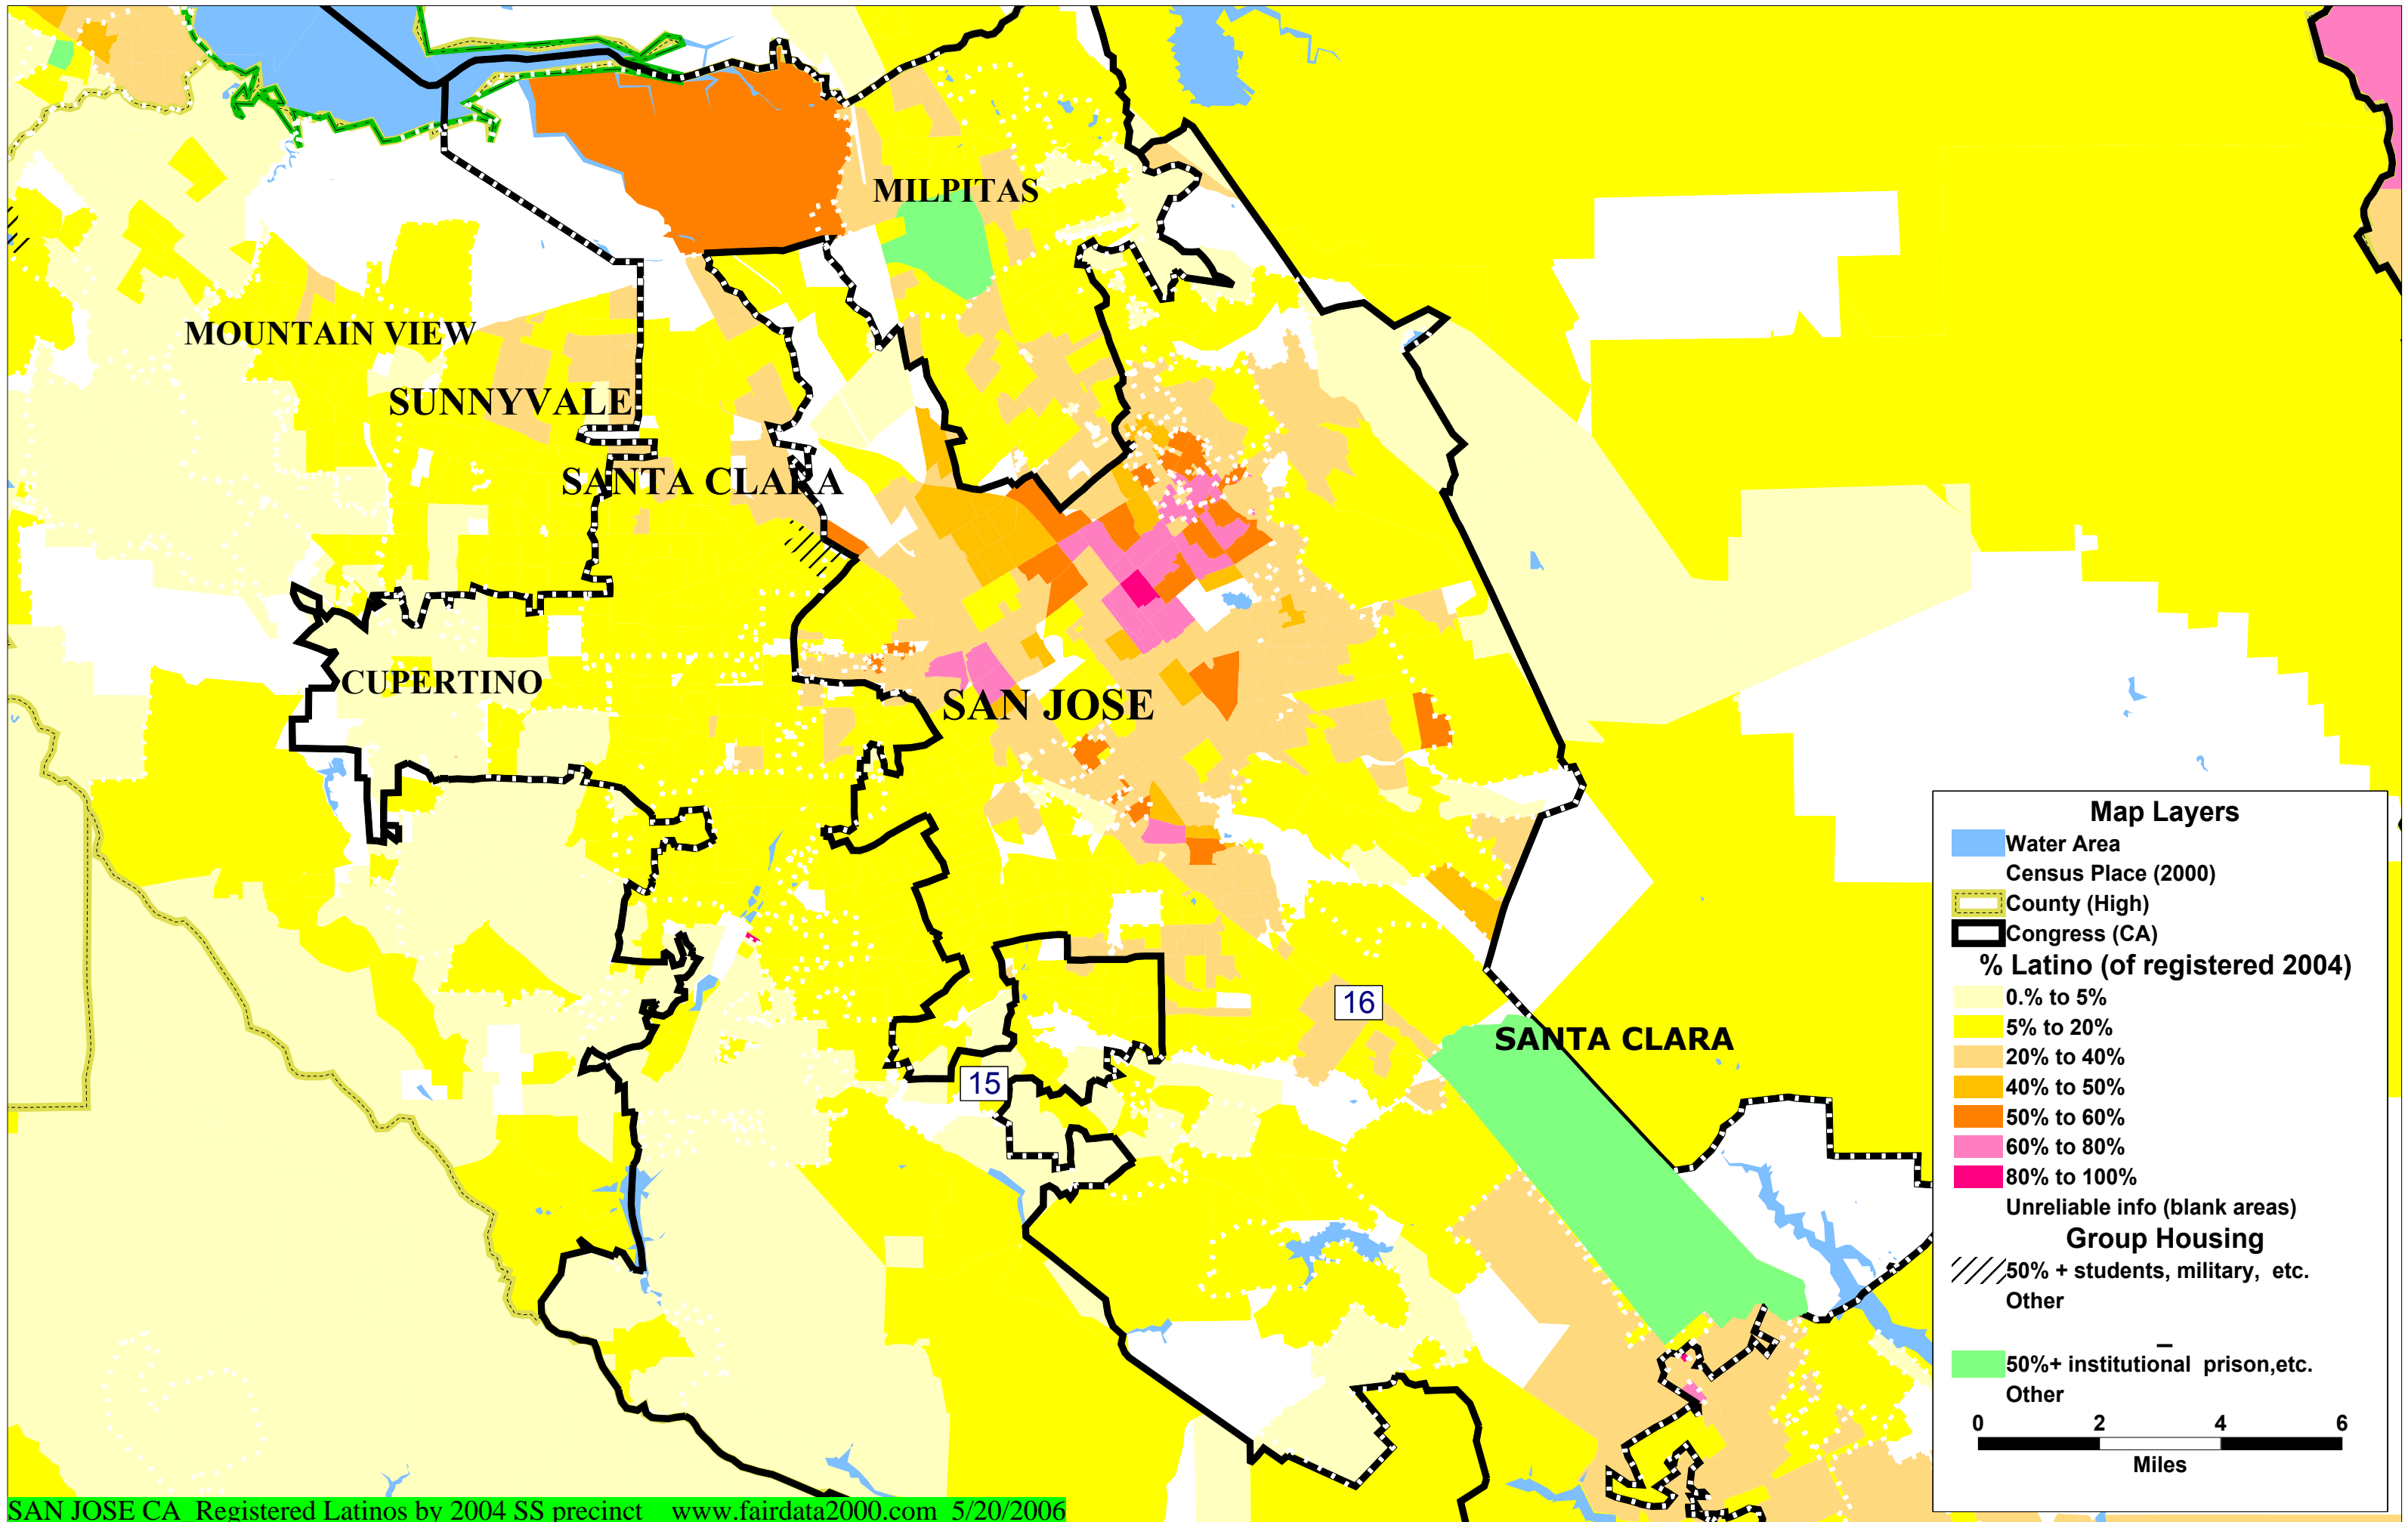 MILPITAS
MOUNTAIN VIEW
SUNNYVALE
SANTA CLARA
CUPERTINO
SAN JOSE
16
SANTA CLARA
15
Map Layers
Water Area
Census Place (2000)
County (High)
Congress (CA)
% Latino (of registered 2004)
0.% to 5%
5% to 20%
20% to 40%
40% to 50%
50% to 60%
60% to 80%
80% to 100%
Unreliable info (blank areas)
Group Housing
50% + students, military, etc.
Other
50%+ institutional prison,etc.
Other
0 2 4 6
Miles
SAN JOSE CA Registered Latinos by 2004 SS precinct www.fairdata2000.com 5/20/2006